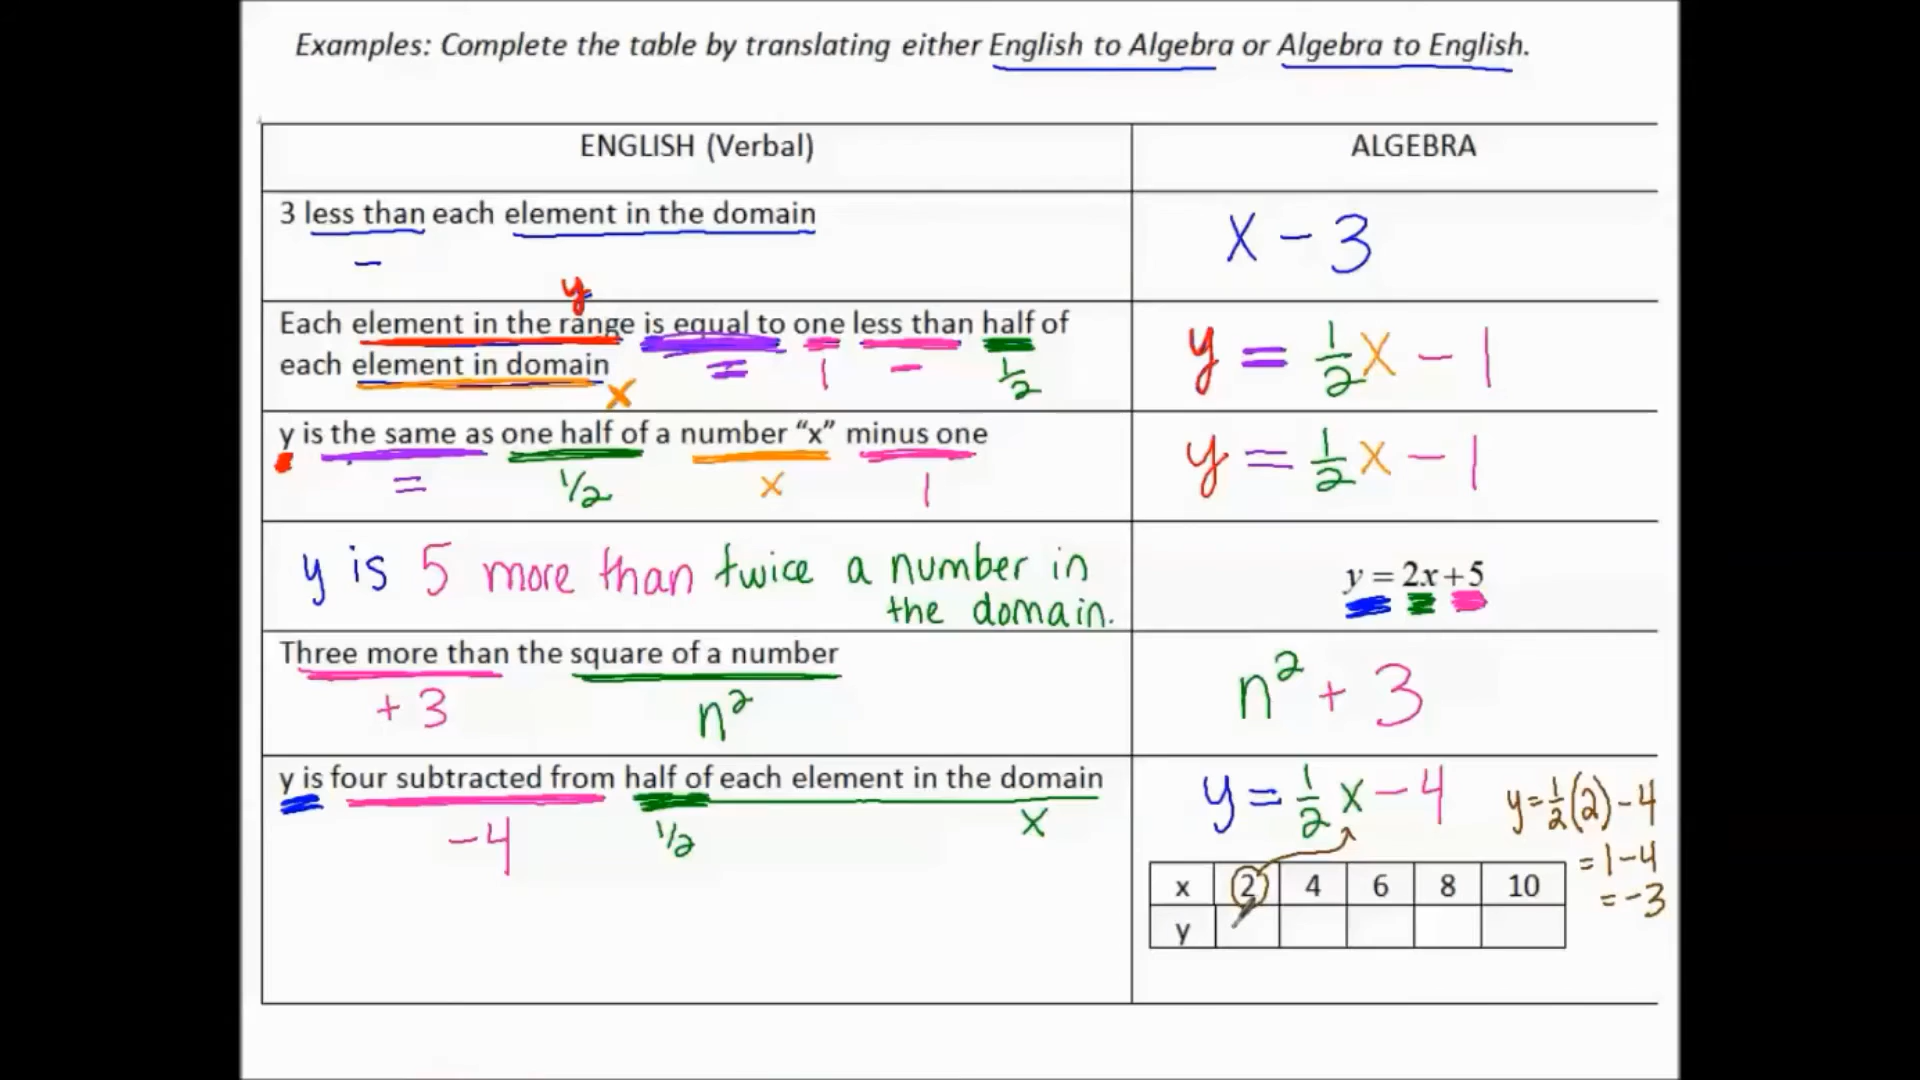 Examples: Complete the table by translating either English to Algebra or Algebra to English.
ENGLISH (Verbal) ALGEBRA
3 less than each element in the domain
−
x − 3
y
Each element in the range is equal to one less than half of
each element in domain
= 1 − 1/2
x
y = 1/2 x − 1
y is the same as one half of a number “x” minus one
= 1/2 x 1
y = 1/2 x − 1
y is 5 more than twice a number in
the domain.
y = 2x+5
Three more than the square of a number
+ 3 n²
n² + 3
y is four subtracted from half of each element in the domain
−4 1/2 x
y = 1/2 x − 4
y = 1/2 (2) − 4
= 1 − 4
= −3
x 2 4 6 8 10
y